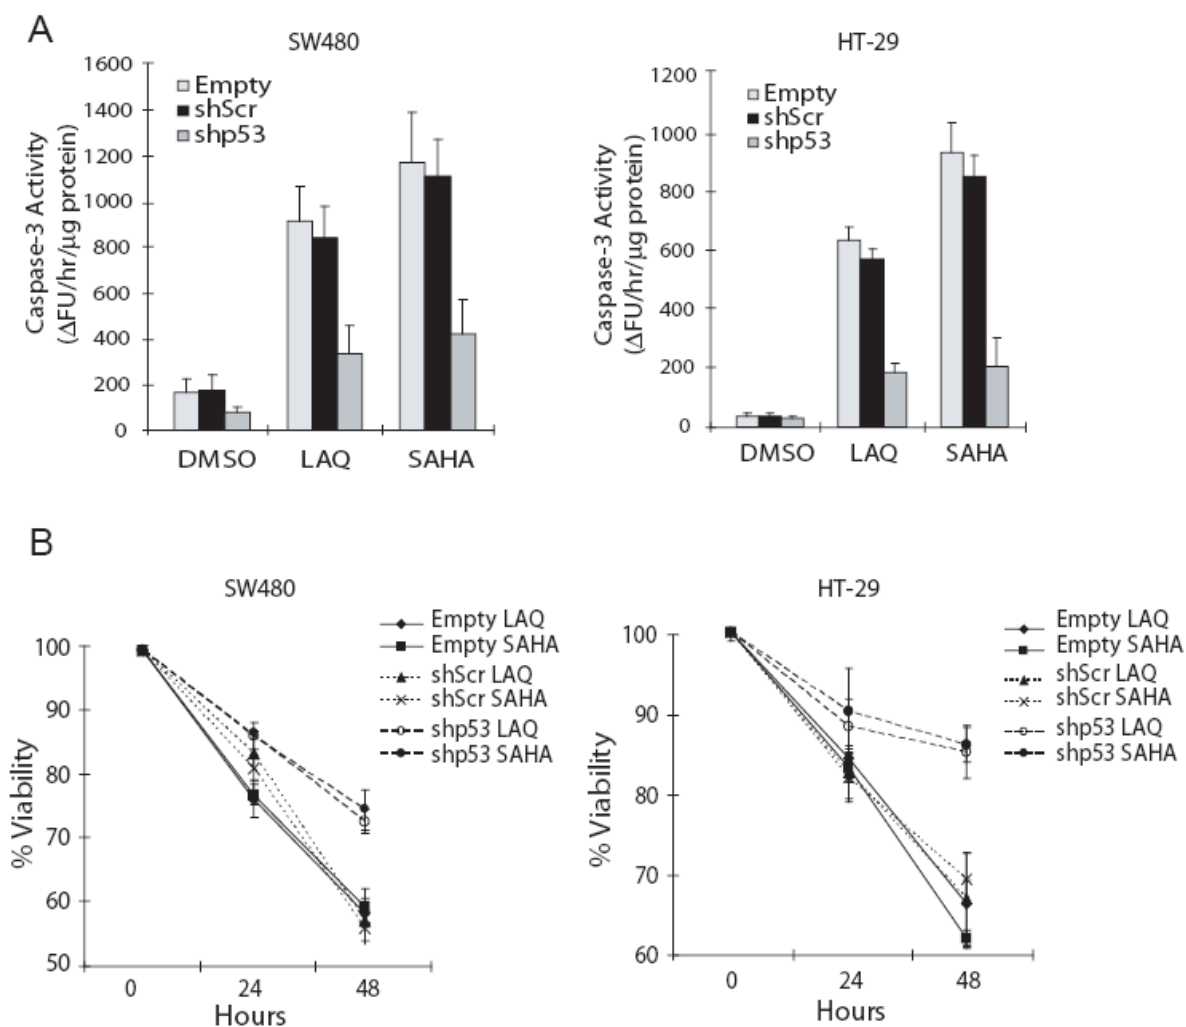 A
SW480
1600
1400
1200
1000
800
600
400
200
0
Caspase-3 Activity
(ΔFU/hr/µg protein)
Empty
shScr
shp53
DMSO LAQ SAHA
HT-29
1200
1000
800
600
400
200
0
Caspase-3 Activity
(ΔFU/hr/µg protein)
Empty
shScr
shp53
DMSO LAQ SAHA
B
SW480
100
90
80
70
60
50
% Viability
0 24 48
Hours
Empty LAQ
Empty SAHA
shScr LAQ
shScr SAHA
shp53 LAQ
shp53 SAHA
HT-29
100
90
80
70
60
% Viability
0 24 48
Hours
Empty LAQ
Empty SAHA
shScr LAQ
shScr SAHA
shp53 LAQ
shp53 SAHA